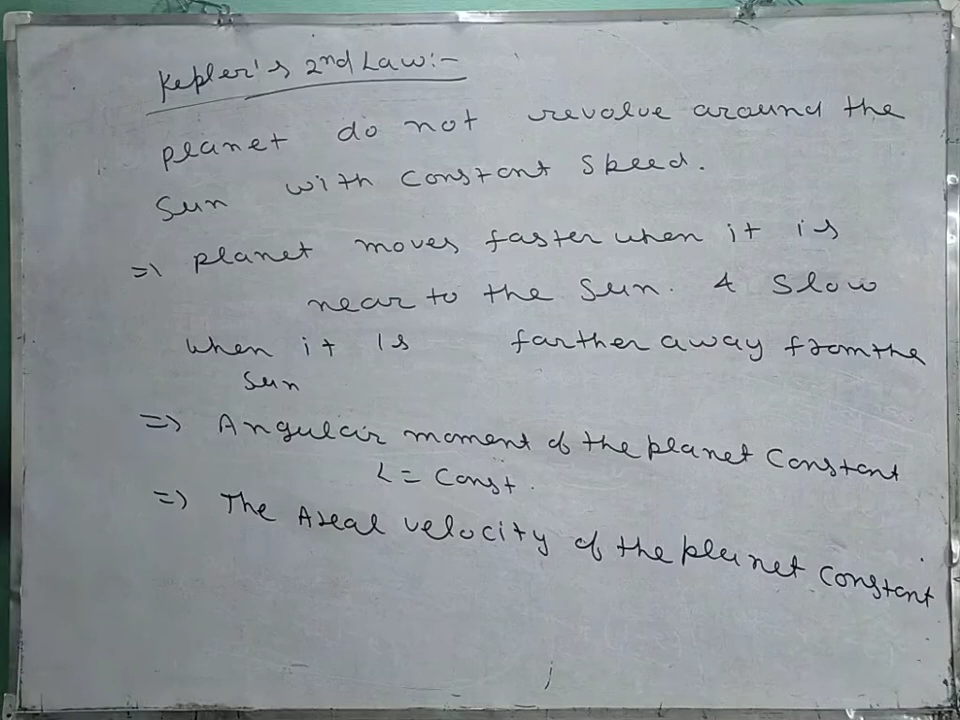 Kepler's 2nd Law:-
planet do not revolve around the
Sun with constant speed.
=> planet moves faster when it is
near to the sun. & slow
when it is farther away from the
sun
=> Angular moment of the planet constant
L = const.
=> The Areal velocity of the planet constant